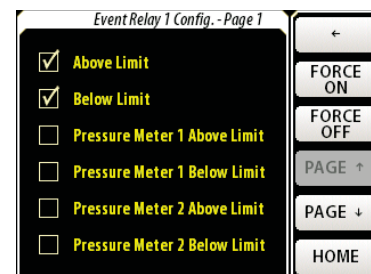 Event Relay 1 Config. - Page 1
←
Above Limit
FORCE
ON
Below Limit
FORCE
OFF
Pressure Meter 1 Above Limit
PAGE ↑
Pressure Meter 1 Below Limit
Pressure Meter 2 Above Limit
PAGE ↓
Pressure Meter 2 Below Limit
HOME